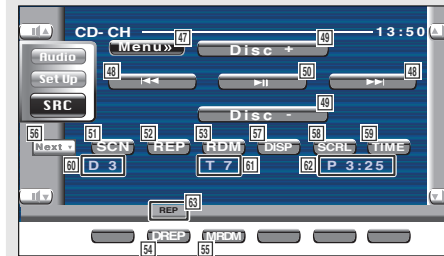 CD-CH 13:50
Menu» 47 Disc + 49
Audio
Set Up
SRC
48 50 48
49
Disc -
56 51 52 53 57 58 59
Next SCN REP RDM DISP SCRL TIME
60 D 3 T 7 61 62 P 3:25
REP 63
DREP MRDM
54 55